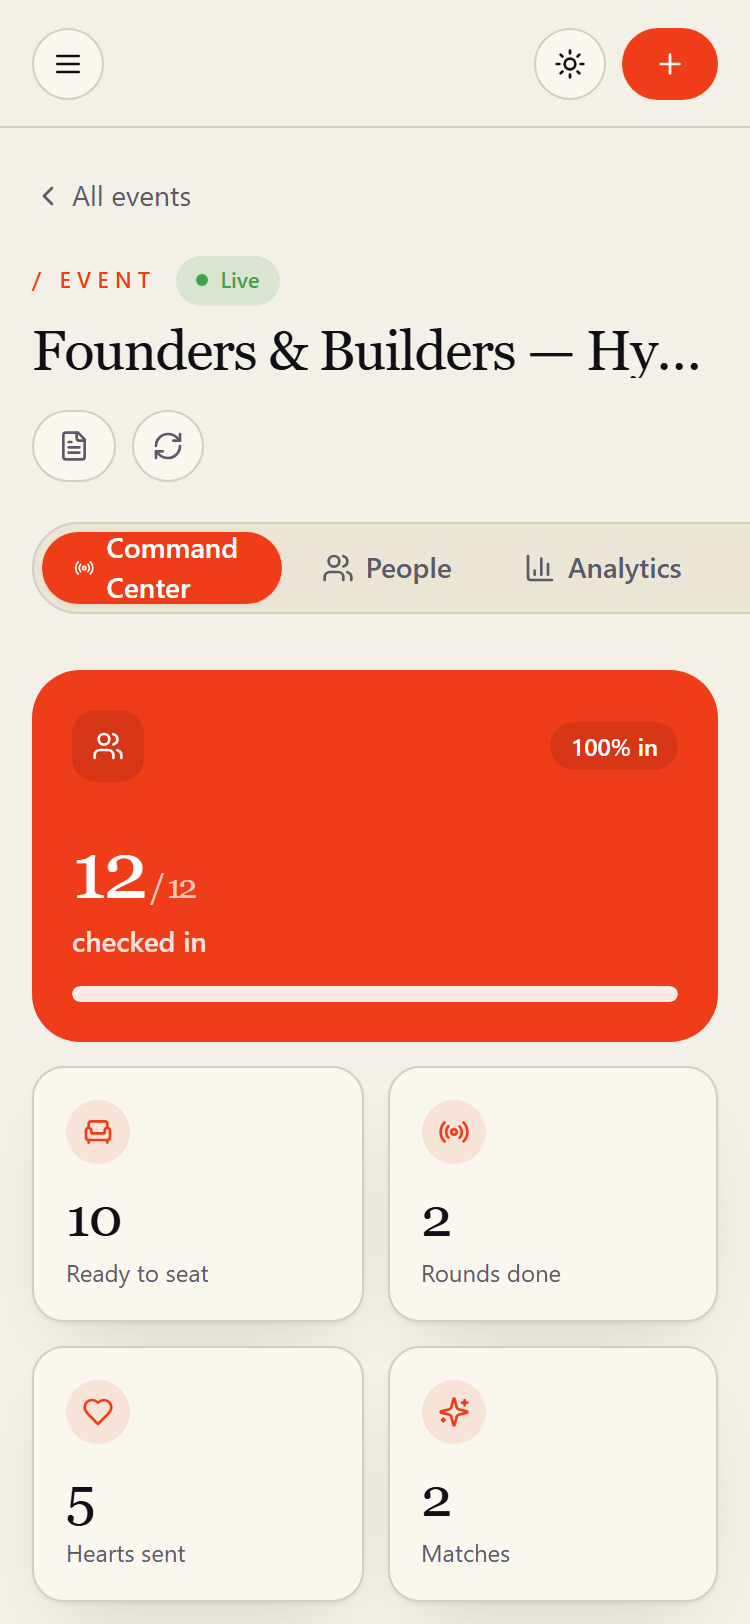 All events
/ EVENT
Live
Founders & Builders — Hy...
Command
Center
People
Analytics
100% in
12/12
checked in
10
Ready to seat
2
Rounds done
5
Hearts sent
2
Matches